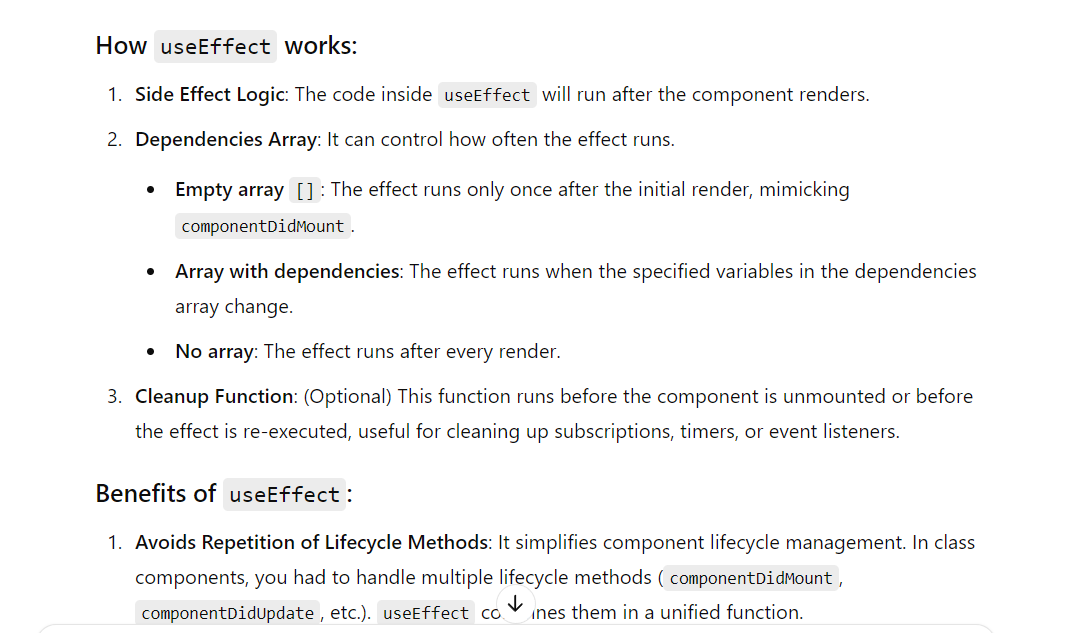 How useEffect works:
1. Side Effect Logic: The code inside useEffect will run after the component renders.
2. Dependencies Array: It can control how often the effect runs.
• Empty array []: The effect runs only once after the initial render, mimicking
componentDidMount.
• Array with dependencies: The effect runs when the specified variables in the dependencies
array change.
• No array: The effect runs after every render.
3. Cleanup Function: (Optional) This function runs before the component is unmounted or before
the effect is re-executed, useful for cleaning up subscriptions, timers, or event listeners.
Benefits of useEffect:
1. Avoids Repetition of Lifecycle Methods: It simplifies component lifecycle management. In class
components, you had to handle multiple lifecycle methods (componentDidMount,
componentDidUpdate, etc.). useEffect them in a unified function.